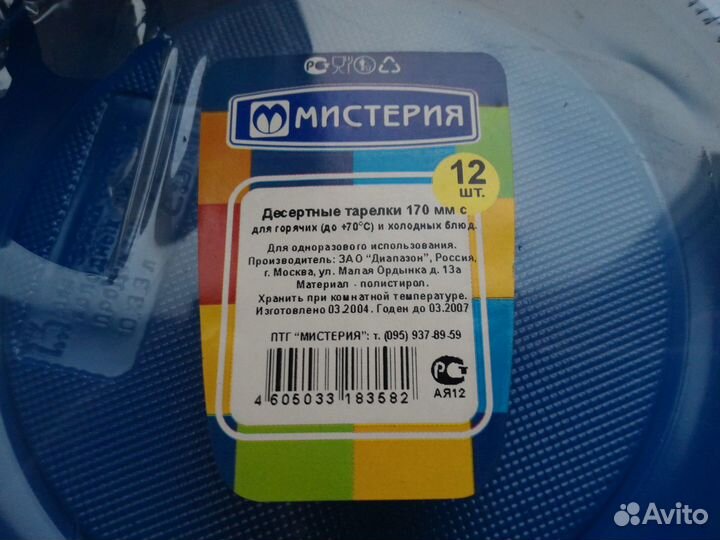 МИСТЕРИЯ
12
шт.
Десертные тарелки 170 мм с
для горячих (до +70°С) и холодных блюд.
Для одноразового использования.
Производитель: ЗАО "Диапазон", Россия,
г. Москва, ул. Малая Ордынка д. 13а
Материал - полистирол.
Хранить при комнатной температуре.
Изготовлено 03.2004. Годен до 03.2007
ПТГ "МИСТЕРИЯ": т. (095) 937-89-59
4 605033 183582
АЯ12
Avito